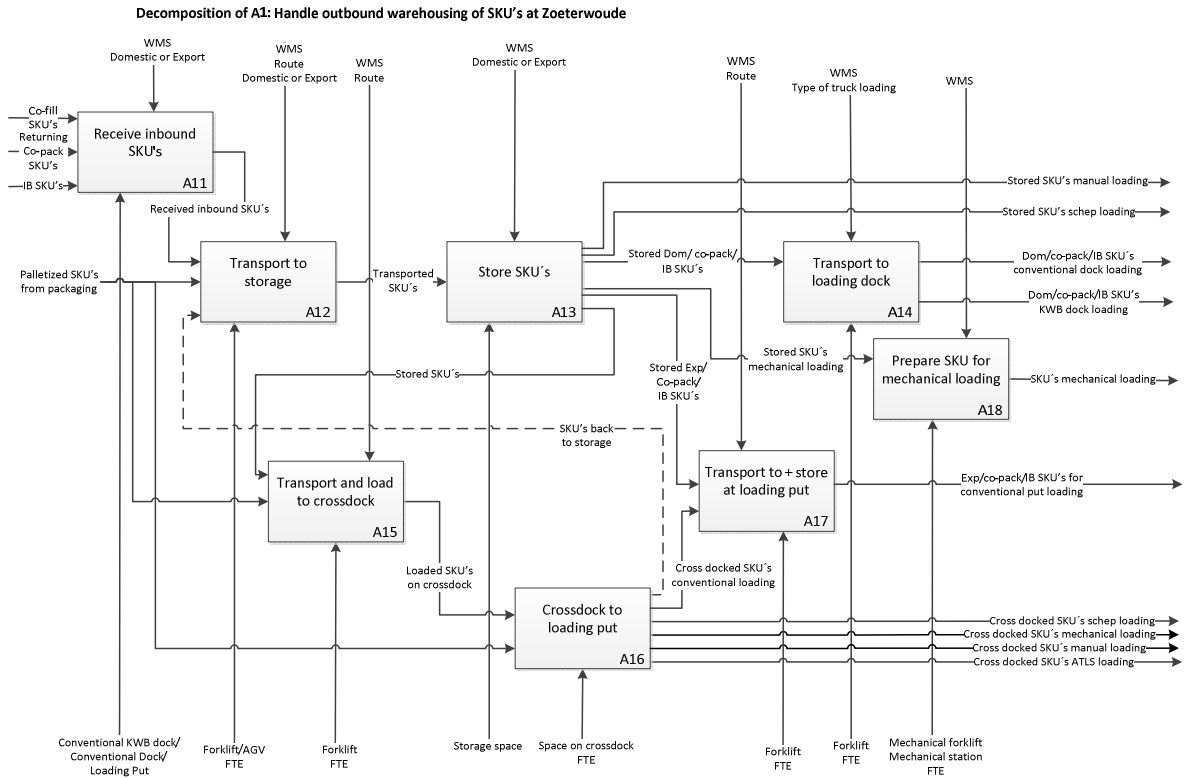 Decomposition of A1: Handle outbound warehousing of SKU's at Zoeterwoude
WMS
Domestic or Export
WMS
Route
Domestic or Export
WMS
Route
WMS
Domestic or Export
WMS
Route
WMS
Type of truck loading
WMS
Co-fill
SKU's
Returning
Co-pack
SKU's
IB SKU's
Receive inbound
SKU's
A11
Received inbound SKU´s
Palletized SKU's
from packaging
Transport to
storage
A12
Transported
SKU´s
Store SKU´s
A13
Stored SKU's manual loading
Stored SKU's schep loading
Stored Dom/ co-pack/
IB SKU´s
Transport to
loading dock
A14
Dom/co-pack/IB SKU´s
conventional dock loading
Dom/co-pack/IB SKU´s
KWB dock loading
Stored SKU´s
Stored Exp/
Co-pack/
IB SKU´s
Stored SKU´s
mechanical loading
Prepare SKU for
mechanical loading
A18
SKU´s mechanical loading
SKU's back
to storage
Transport and load
to crossdock
A15
Transport to + store
at loading put
A17
Exp/co-pack/IB SKU's for
conventional put loading
Loaded SKU's
on crossdock
Cross docked SKU´s
conventional loading
Crossdock to
loading put
A16
Cross docked SKU´s schep loading
Cross docked SKU´s mechanical loading
Cross docked SKU´s manual loading
Cross docked SKU´s ATLS loading
Conventional KWB dock/
Conventional Dock/
Loading Put
Forklift/AGV
FTE
Forklift
FTE
Storage space
Space on crossdock
FTE
Forklift
FTE
Forklift
FTE
Mechanical forklift
Mechanical station
FTE